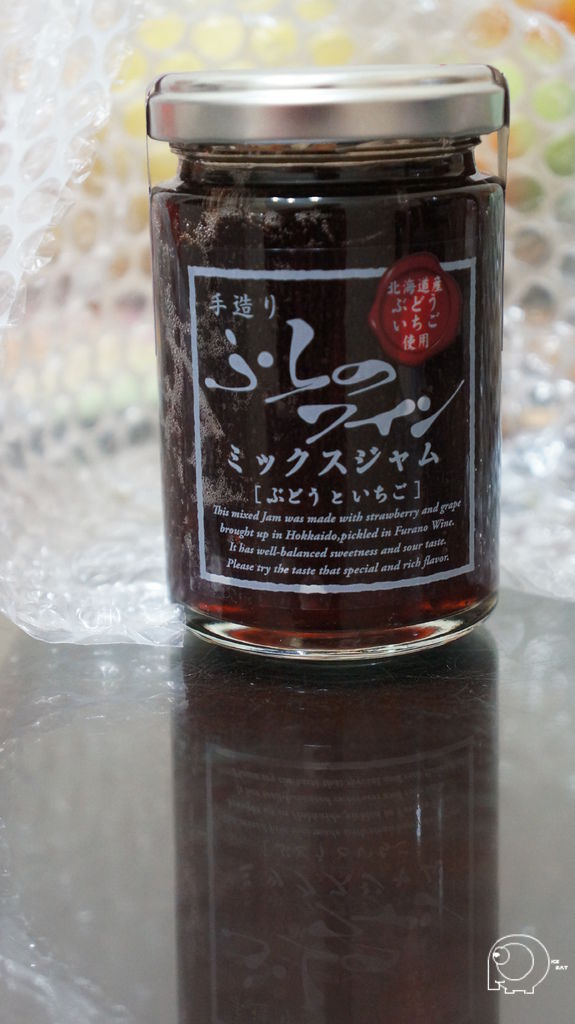 手造り
北海道産
ぶどう
いちご
使用
ふらの
ワイン
ミックスジャム
[ぶどうといちご]
This mixed Jam was made with strawberry and grape
brought up in Hokkaido,pickled in Furano Wine.
It has well-balanced sweetness and sour taste.
Please try the taste that special and rich flavor.